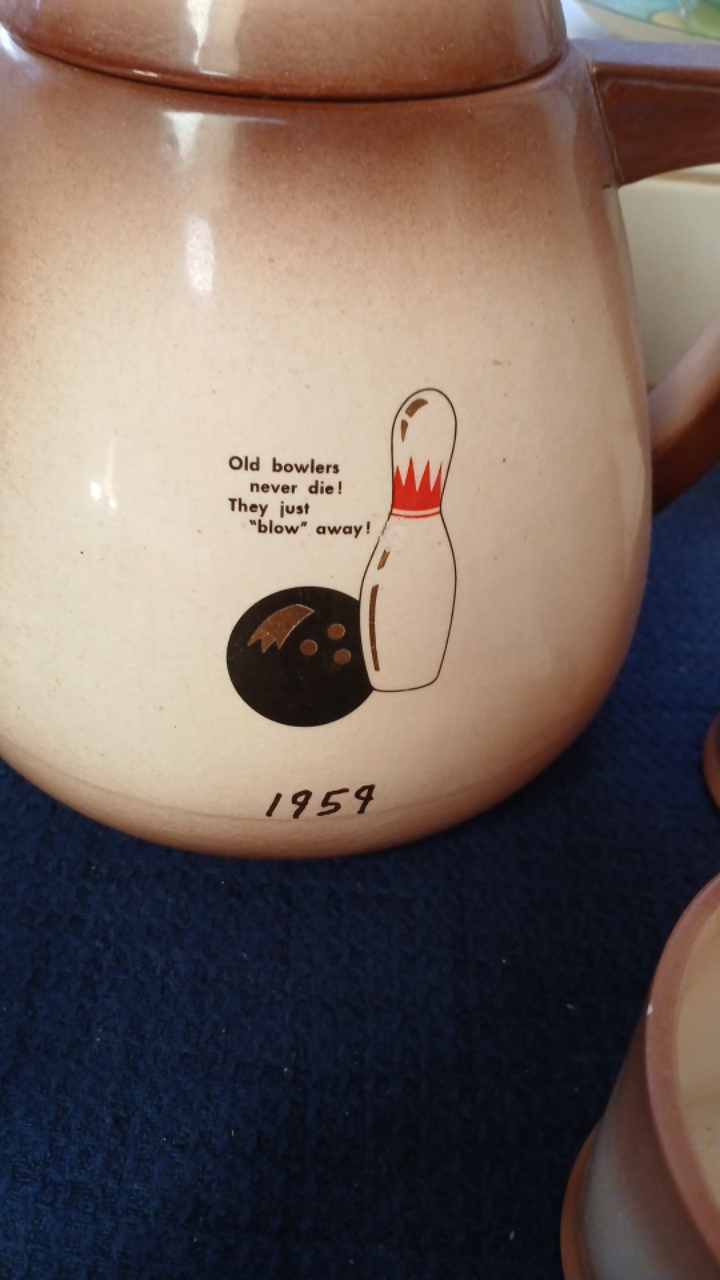 Old bowlers
never die!
They just
"blow" away!
1959